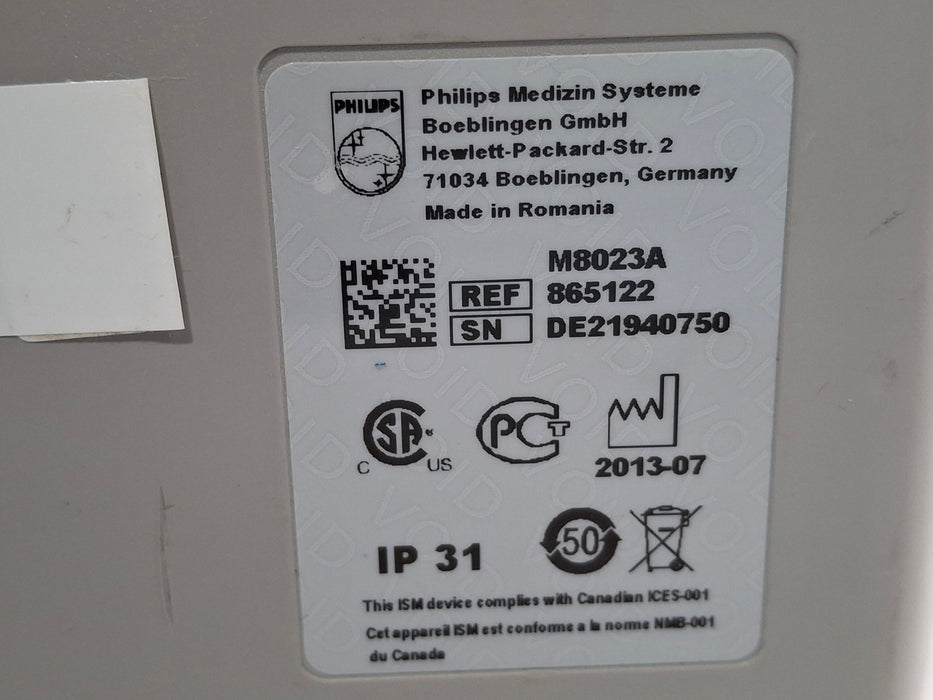 PHILIPS
Philips Medizin Systeme
Boeblingen GmbH
Hewlett-Packard-Str. 2
71034 Boeblingen, Germany
Made in Romania
M8023A
REF 865122
SN DE21940750
C SA US
PC T
2013-07
IP 31
50
This ISM device complies with Canadian ICES-001
Cet appareil ISM est conforme a la norme NMB-001
du Canada
VOID